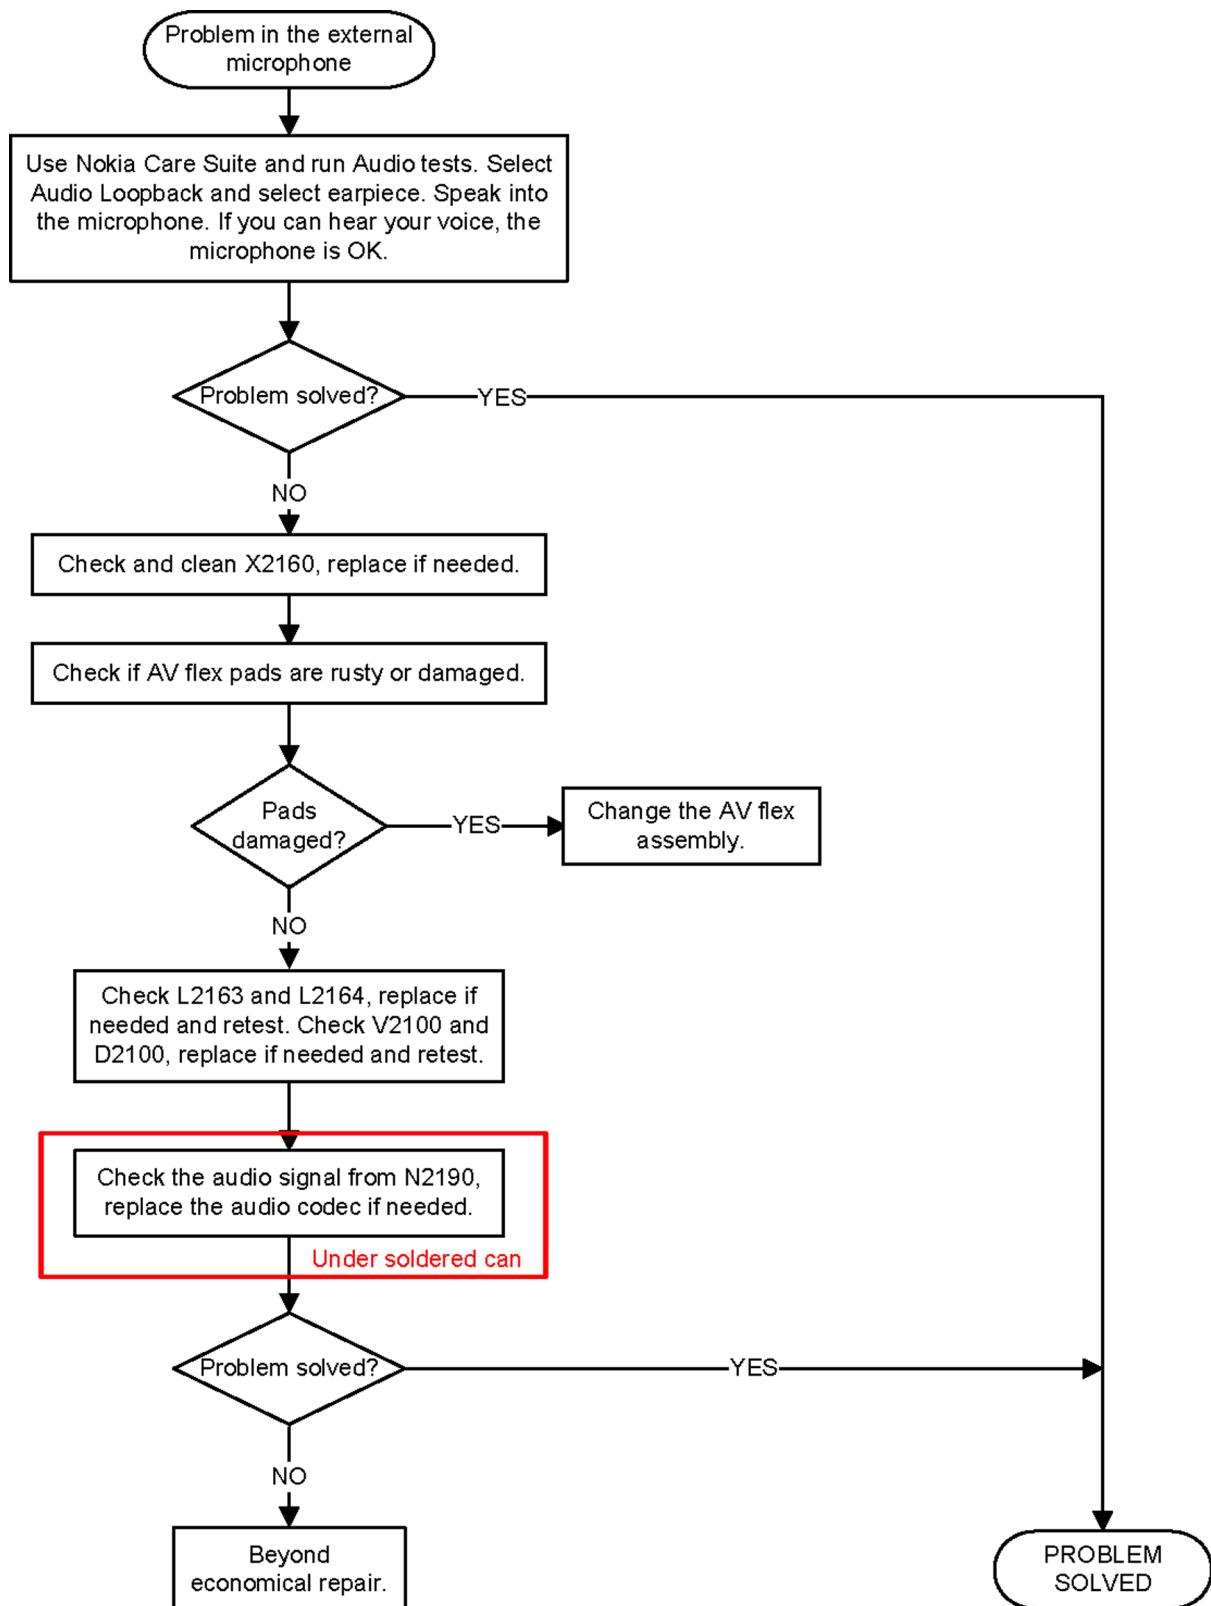 Problem in the external
microphone
Use Nokia Care Suite and run Audio tests. Select
Audio Loopback and select earpiece. Speak into
the microphone. If you can hear your voice, the
microphone is OK.
Problem solved?
YES
NO
Check and clean X2160, replace if needed.
Check if AV flex pads are rusty or damaged.
Pads
damaged?
YES
Change the AV flex
assembly.
NO
Check L2163 and L2164, replace if
needed and retest. Check V2100 and
D2100, replace if needed and retest.
Check the audio signal from N2190,
replace the audio codec if needed.
Under soldered can
Problem solved?
YES
NO
Beyond
economical repair.
PROBLEM
SOLVED